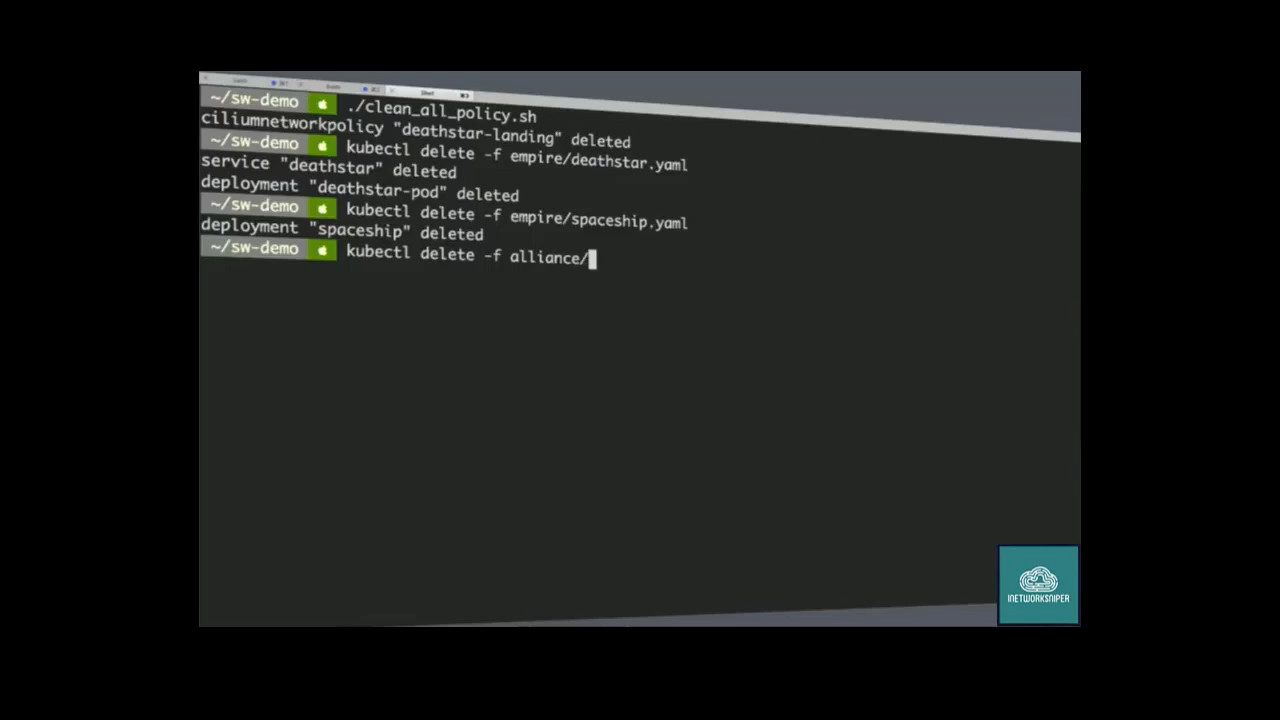 ~/sw-demo ./clean_all_policy.sh
ciliumnetworkpolicy "deathstar-landing" deleted
~/sw-demo kubectl delete -f empire/deathstar.yaml
service "deathstar" deleted
deployment "deathstar-pod" deleted
~/sw-demo kubectl delete -f empire/spaceship.yaml
deployment "spaceship" deleted
~/sw-demo kubectl delete -f alliance/
INETWORKSNIPER